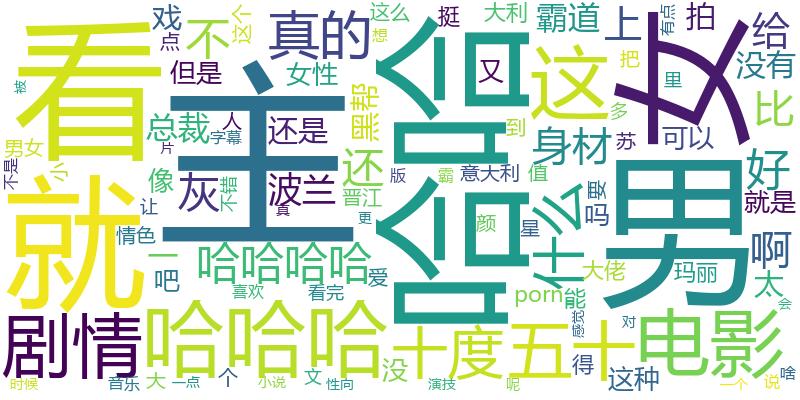 看
主
哈哈
女
男
就
剧情
哈哈哈
十度
五十
电影
这
什么
真的
不
戏
点
这个
这么
想
挺
大利
霸道
上
有点
拍
给
没有
把
里
比
多
到
苏
可以
好
就是
但是
女性
黑帮
又
被
总裁
人
字幕
还是
片
还
身材
男女
小
不是
像
不错
灰
波兰
真
晋江
版
霸
意大利
值
要
吗
让
情色
一
吧
哈哈哈哈
爱
更
颜
星
啊
喜欢
看完
porn
能
大佬
玛丽
太
会
感觉
对
没
得
这种
时候
音乐
大
一点
个
小说
文
性向
演技
呢
一个
说
啥